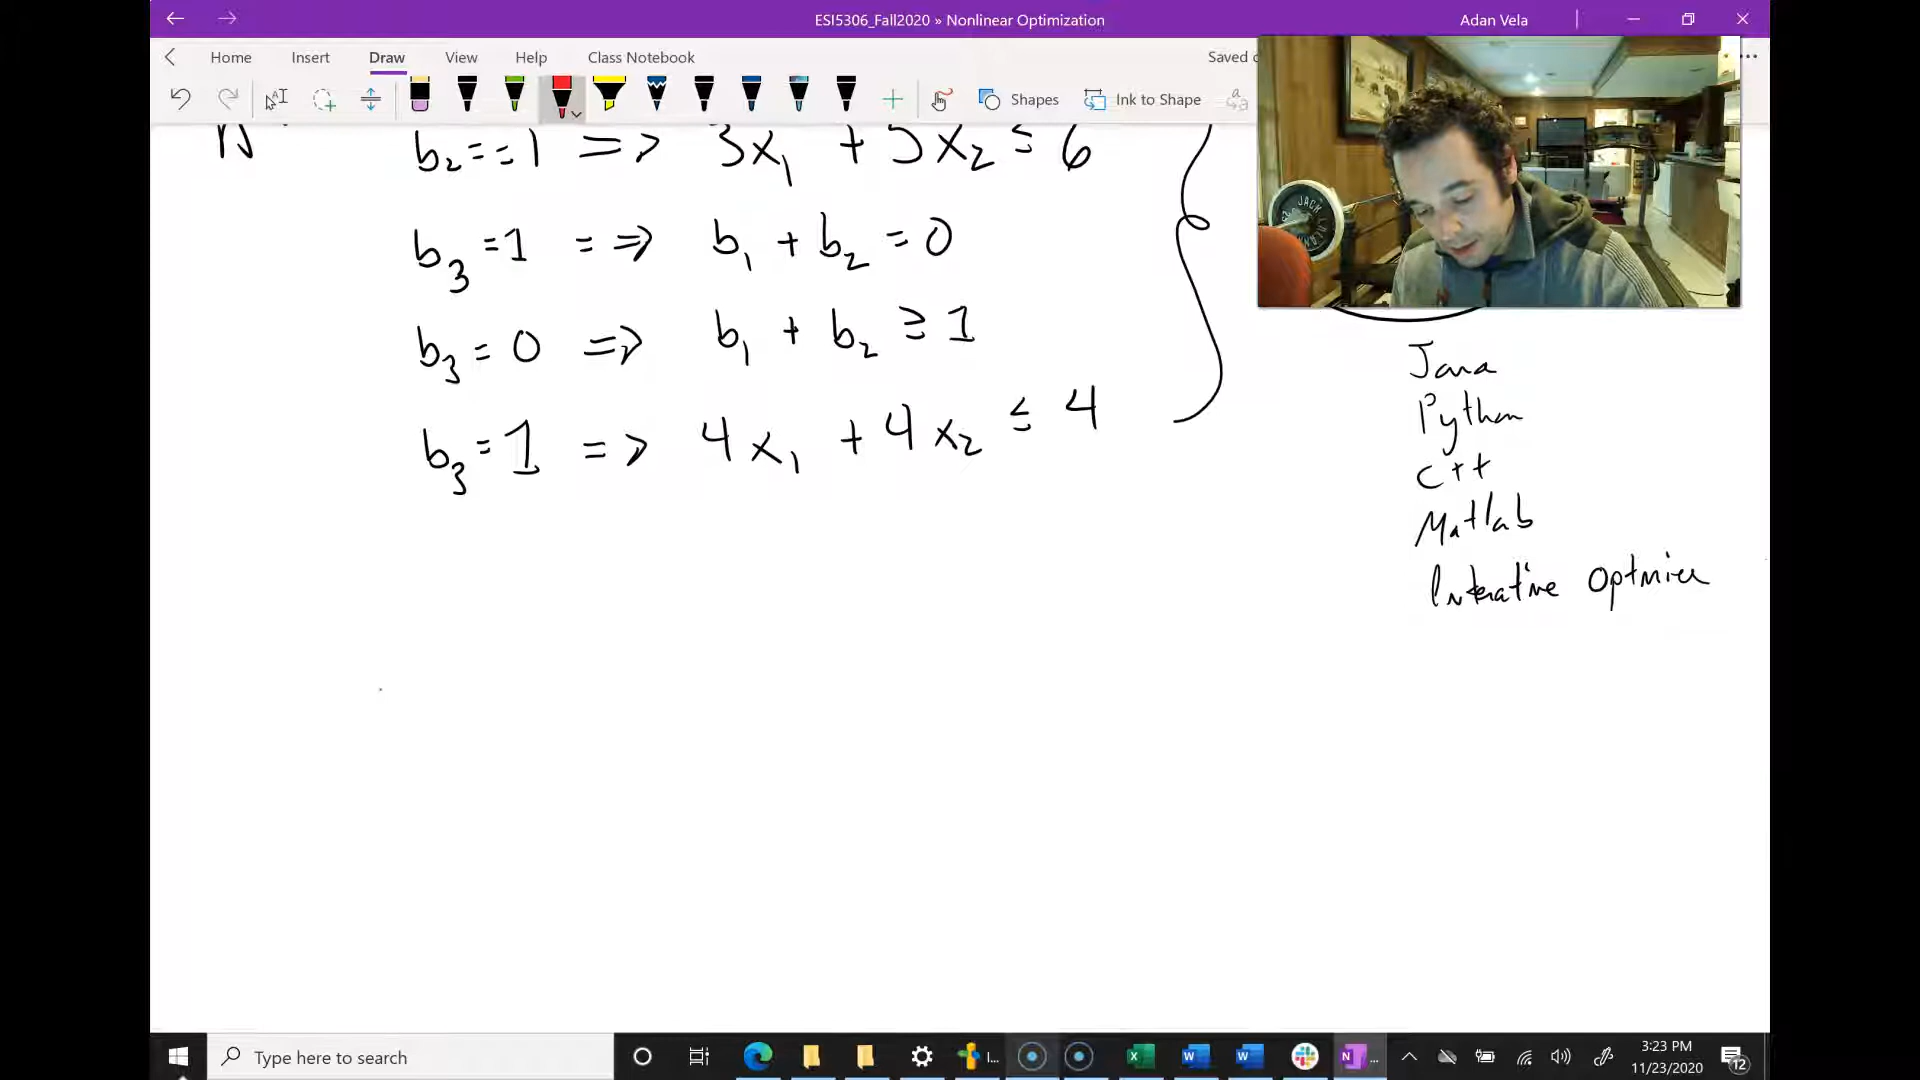 ESI5306_Fall2020 » Nonlinear Optimization
Adan Vela
Home Insert Draw View Help Class Notebook
Saved
Shapes Ink to Shape
b₂ == 1 => 3x₁ + 5x₂ ≤ 6
b₃ = 1 ==> b₁ + b₂ = 0
b₃ = 0 => b₁ + b₂ ≥ 1
b₃ = 1 => 4x₁ + 4x₂ ≤ 4
Java
Python
C++
Matlab
Interative
Type here to search
3:23 PM
11/23/2020
12